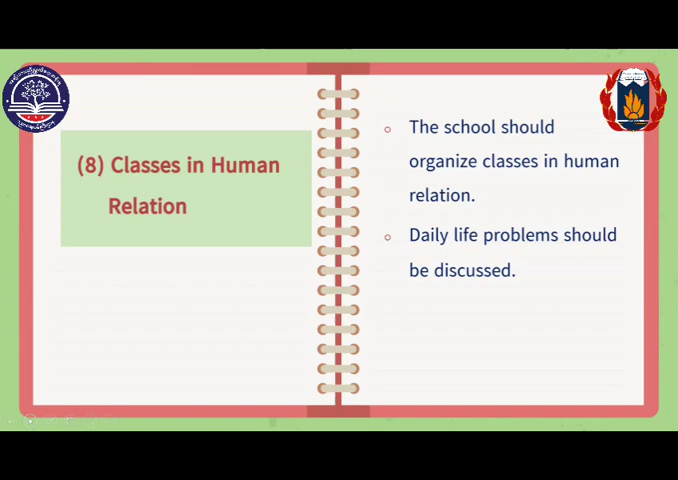 (8) Classes in Human
Relation
The school should
organize classes in human
relation.
Daily life problems should
be discussed.